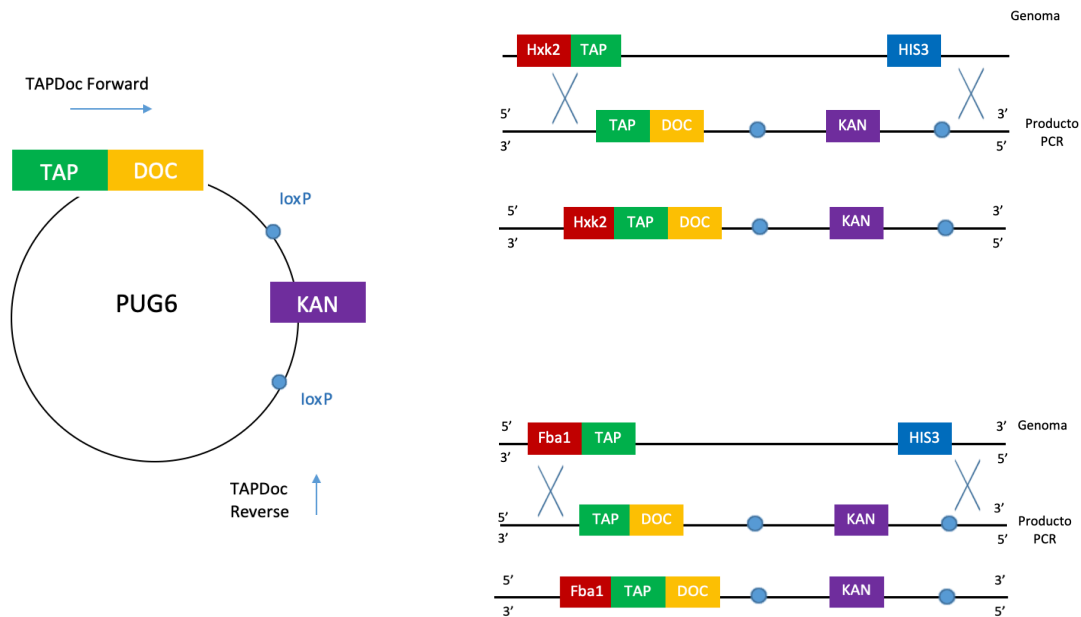 TAPDoc Forward
TAP
DOC
loxP
PUG6
KAN
loxP
TAPDoc
Reverse
Genoma
Hxk2
TAP
HIS3
5’
3’
TAP
DOC
KAN
3’
5’
Producto
PCR
5’
3’
Hxk2
TAP
DOC
KAN
3’
5’
5’
3’
Fba1
TAP
HIS3
3’
5’
Genoma
5’
3’
TAP
DOC
KAN
3’
5’
Producto
PCR
5’
3’
Fba1
TAP
DOC
KAN
3’
5’